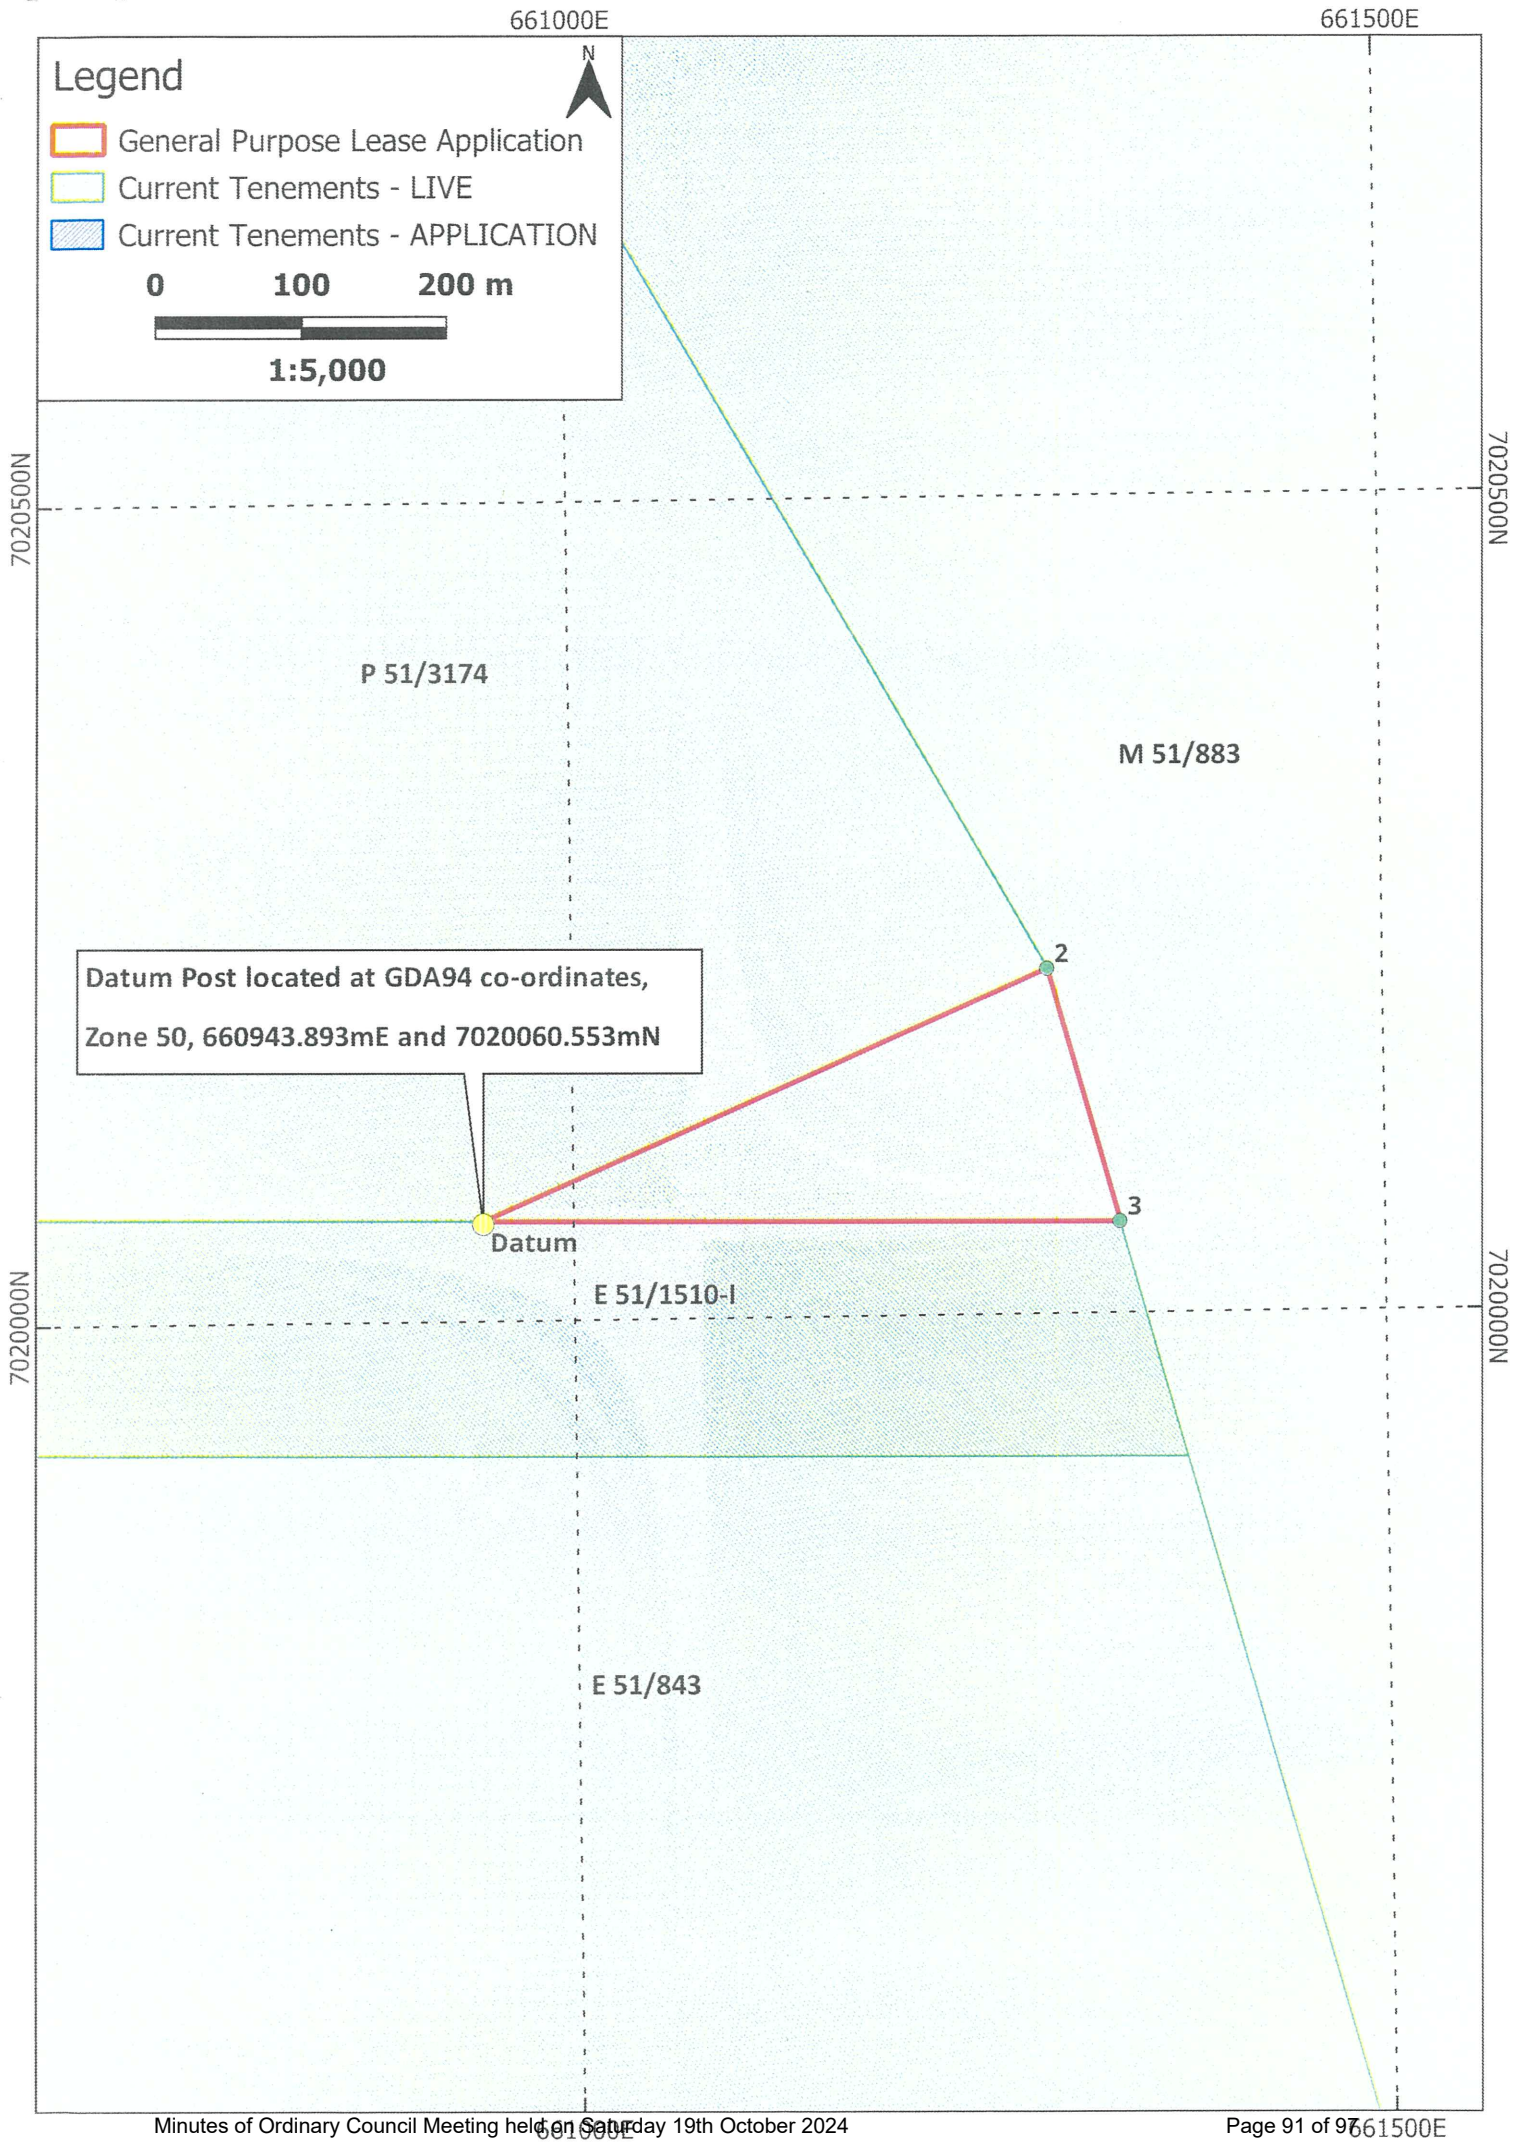 661000E
661500E
Legend
N
General Purpose Lease Application
Current Tenements - LIVE
Current Tenements - APPLICATION
0 100 200 m
1:5,000
7020500N
7020500N
P 51/3174
M 51/883
2
Datum Post located at GDA94 co-ordinates,
Zone 50, 660943.893mE and 7020060.553mN
3
Datum
E 51/1510-I
7020000N
7020000N
E 51/843
Minutes of Ordinary Council Meeting held on Saturday 19th October 2024
661000E
Page 91 of 97
661500E